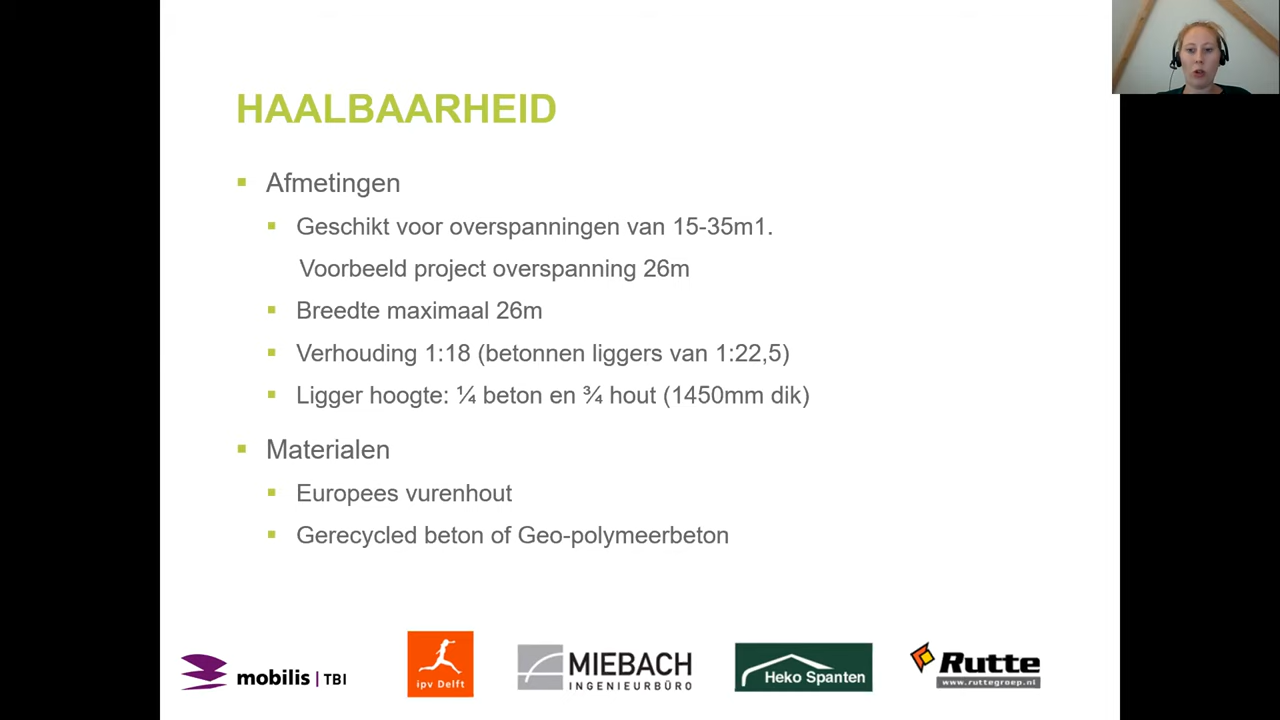 HAALBAARHEID
Afmetingen
Geschikt voor overspanningen van 15-35m1.
Voorbeeld project overspanning 26m
Breedte maximaal 26m
Verhouding 1:18 (betonnen liggers van 1:22,5)
Ligger hoogte: ¼ beton en ¾ hout (1450mm dik)
Materialen
Europees vurenhout
Gerecycled beton of Geo-polymeerbeton
mobilis | TBI
ipv Delft
MIEBACH
INGENIEURBÜRO
Heko Spanten
Rutte
www.ruttegroep.nl